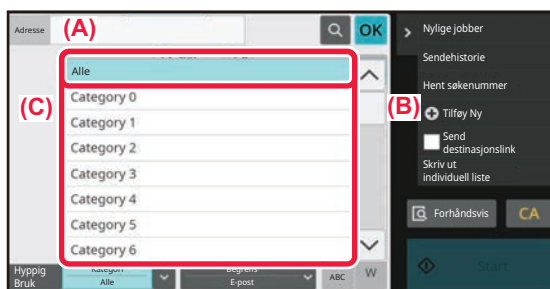 Adresse
(A)
OK
Nylige jobber
Sendehistorie
Hent søkenummer
(B)
Tilføy Ny
Send
destinasjonslink
Skriv ut
individuell liste
(C)
Alle
Category 0
Category 1
Category 2
Category 3
Category 4
Category 5
Category 6
Forhåndsvis
CA
Hyppig
Bruk
Kategori
Alle
Begrens
E-post
ABC
W
Start